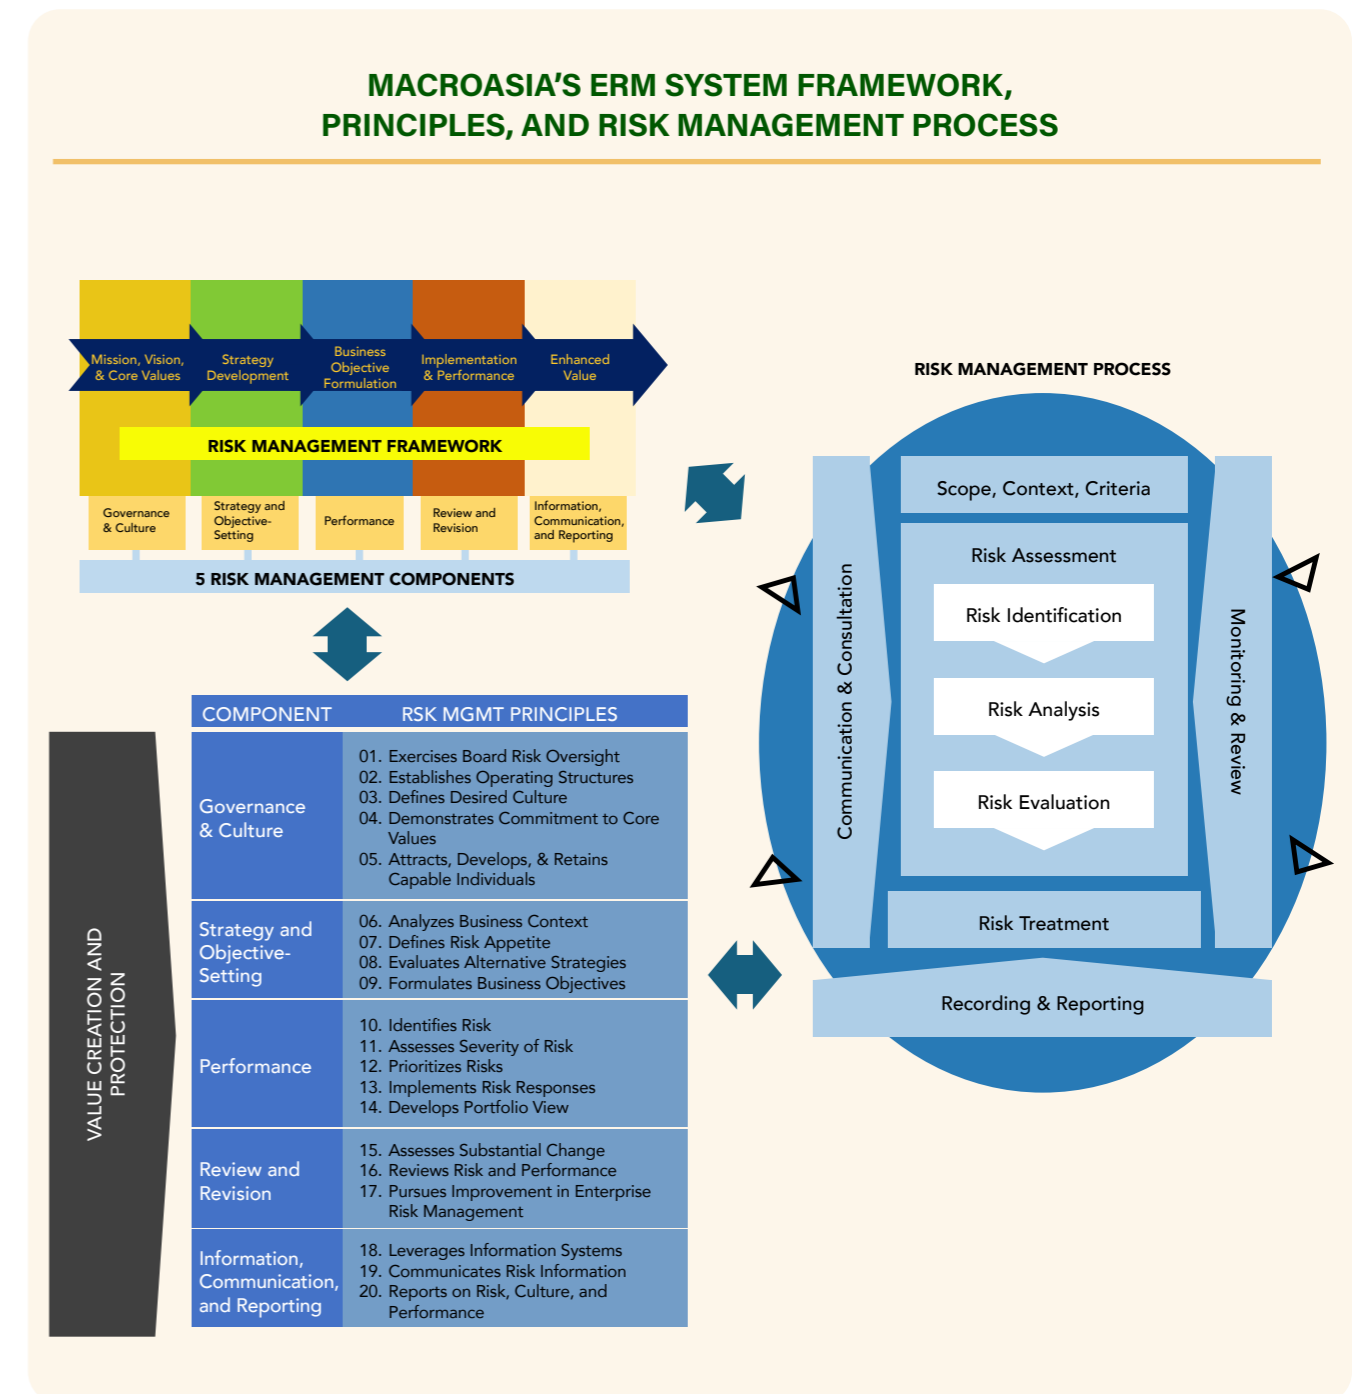 MACROASIA'S ERM SYSTEM FRAMEWORK,
PRINCIPLES, AND RISK MANAGEMENT PROCESS
Mission, Vision,
& Core Values
Strategy
Development
Business
Objective
Formulation
Implementation
& Performance
Enhanced
Value
RISK MANAGEMENT FRAMEWORK
Governance
& Culture
Strategy and
Objective-
Setting
Performance
Review and
Revision
Information,
Communication,
and Reporting
5 RISK MANAGEMENT COMPONENTS
VALUE CREATION AND
PROTECTION
COMPONENT
RSK MGMT PRINCIPLES
Governance
& Culture
01. Exercises Board Risk Oversight
02. Establishes Operating Structures
03. Defines Desired Culture
04. Demonstrates Commitment to Core
Values
05. Attracts, Develops, & Retains
Capable Individuals
Strategy and
Objective-
Setting
06. Analyzes Business Context
07. Defines Risk Appetite
08. Evaluates Alternative Strategies
09. Formulates Business Objectives
Performance
10. Identifies Risk
11. Assesses Severity of Risk
12. Prioritizes Risks
13. Implements Risk Responses
14. Develops Portfolio View
Review and
Revision
15. Assesses Substantial Change
16. Reviews Risk and Performance
17. Pursues Improvement in Enterprise
Risk Management
Information,
Communication,
and Reporting
18. Leverages Information Systems
19. Communicates Risk Information
20. Reports on Risk, Culture, and
Performance
RISK MANAGEMENT PROCESS
Communication & Consultation
Scope, Context, Criteria
Risk Assessment
Risk Identification
Risk Analysis
Risk Evaluation
Risk Treatment
Monitoring & Review
Recording & Reporting